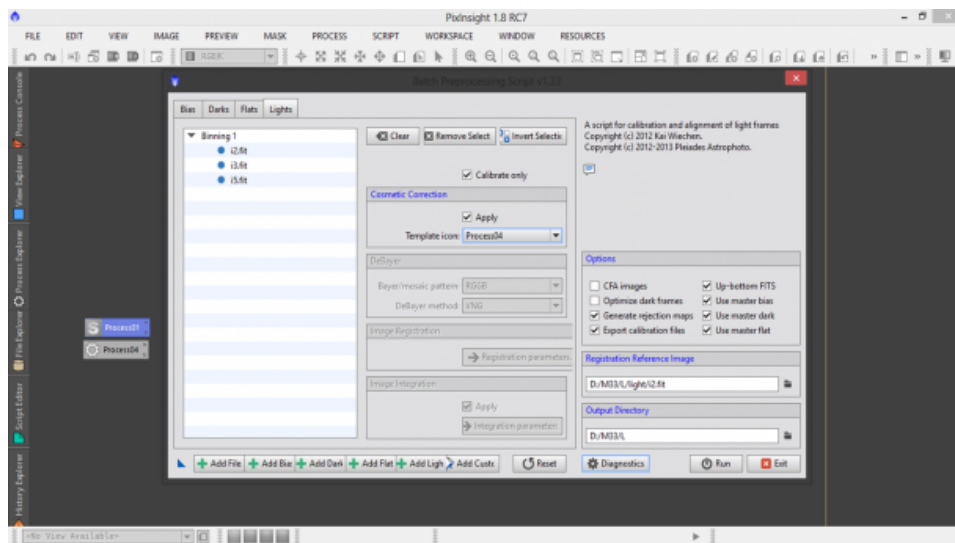 PixInsight 1.8 RC7
FILE EDIT VIEW IMAGE PREVIEW MASK PROCESS SCRIPT WORKSPACE WINDOW RESOURCES
RGB/K
Batch Preprocessing Script v1.33
Process Console
View Explorer
Process Explorer
File Explorer
Script Editor
History Explorer
Process01
Process04
Bias Darks Flats Lights
Binning 1
i2.fit
i3.fit
i5.fit
Clear Remove Select Invert Selectic
Calibrate only
Cosmetic Correction
Apply
Template icon: Process04
DeBayer
Bayer/mosaic pattern: RGGB
DeBayer method: VNG
Image Registration
Registration parameters.
Image Integration
Apply
Integration parameter:
A script for calibration and alignment of light frames
Copyright (c) 2012 Kai Wiechen.
Copyright (c) 2012-2013 Pleiades Astrophoto.
Options
CFA images Up-bottom FITS
Optimize dark frames Use master bias
Generate rejection maps Use master dark
Export calibration files Use master flat
Registration Reference Image
D:/M33/L/light/i2.fit
Output Directory
D:/M33/L
Add File Add Bia Add Dark Add Flat Add Ligh Add Custc Reset Diagnostics Run Exit
<No View Available>